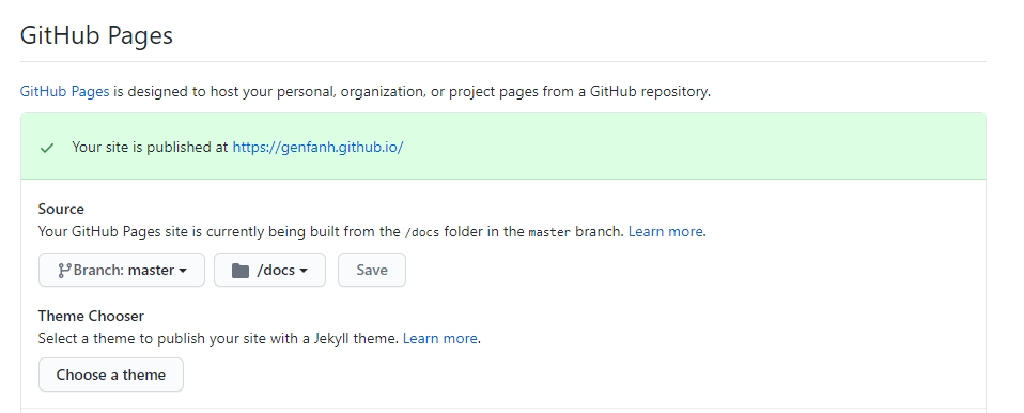 GitHub Pages
GitHub Pages is designed to host your personal, organization, or project pages from a GitHub repository.
Your site is published at https://genfanh.github.io/
Source
Your GitHub Pages site is currently being built from the /docs folder in the master branch. Learn more.
Branch: master /docs Save
Theme Chooser
Select a theme to publish your site with a Jekyll theme. Learn more.
Choose a theme